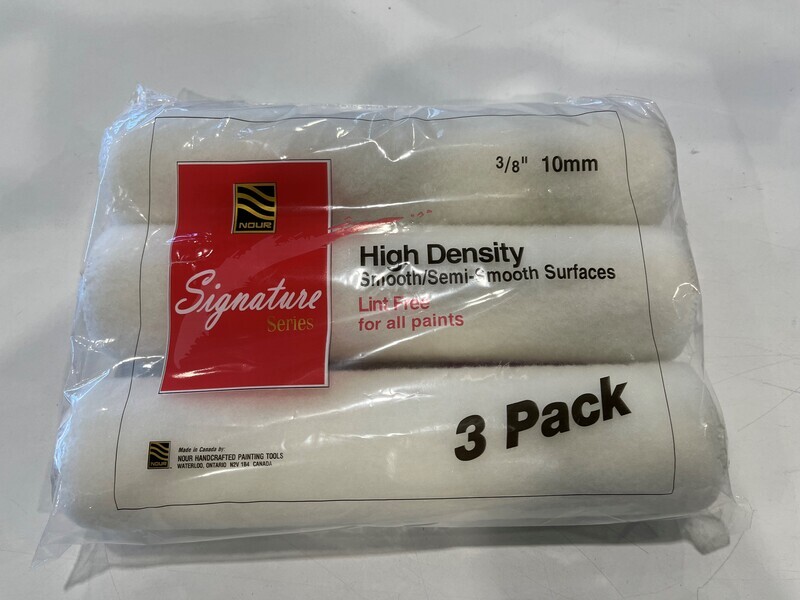 3/8" 10mm
NOUR
Signature
Series
High Density
Smooth/Semi-Smooth Surfaces
Lint Free
for all paints
3 Pack
NOUR
Made in Canada by:
NOUR HANDCRAFTED PAINTING TOOLS
WATERLOO, ONTARIO N2V 1B4 CANADA